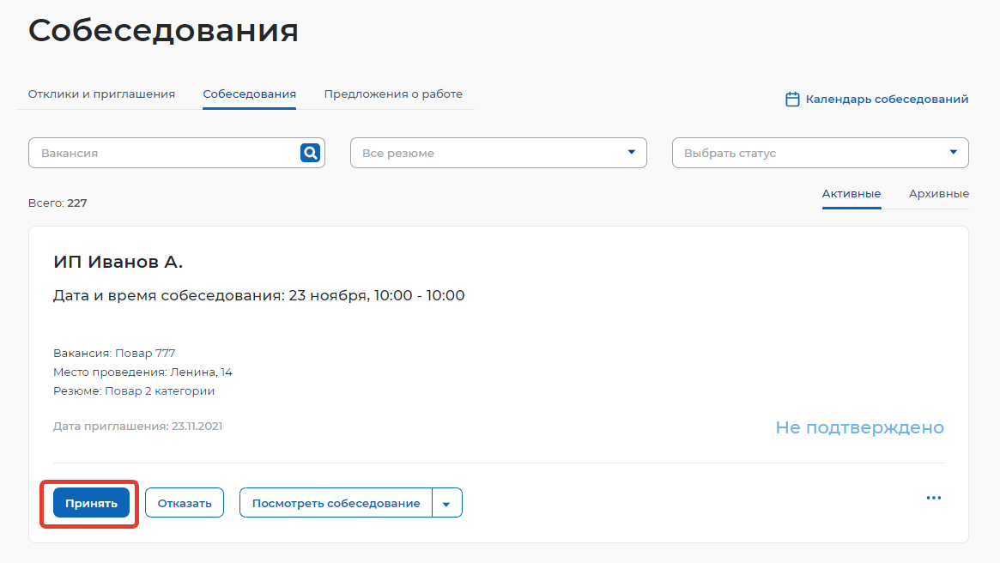 Собеседования
Отклики и приглашения
Собеседования
Предложения о работе
Календарь собеседований
Вакансия
Все резюме
Выбрать статус
Всего: 227
Активные
Архивные
ИП Иванов А.
Дата и время собеседования: 23 ноября, 10:00 - 10:00
Вакансия: Повар 777
Место проведения: Ленина, 14
Резюме: Повар 2 категории
Дата приглашения: 23.11.2021
Не подтверждено
Принять
Отказать
Посмотреть собеседование